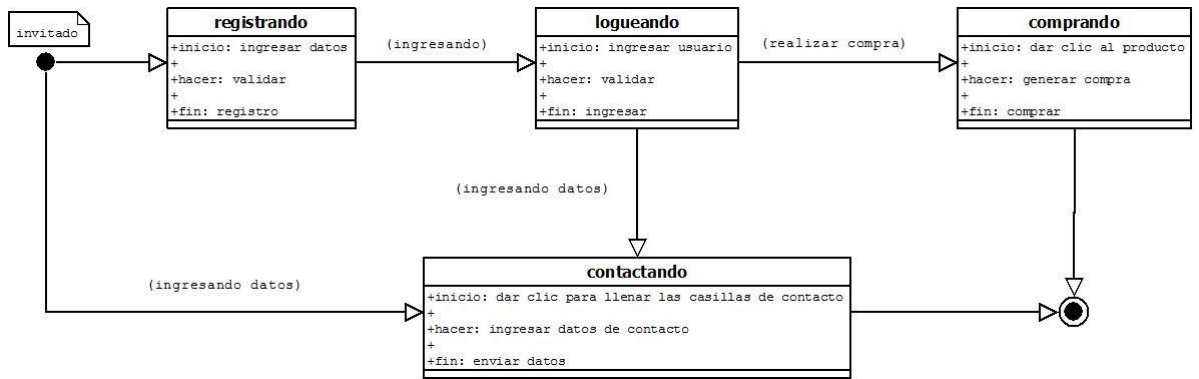 invitado
registrando
+inicio: ingresar datos
+
+hacer: validar
+
+fin: registro
(ingresando)
logueando
+inicio: ingresar usuario
+
+hacer: validar
+
+fin: ingresar
(realizar compra)
comprando
+inicio: dar clic al producto
+
+hacer: generar compra
+
+fin: comprar
(ingresando datos)
(ingresando datos)
contactando
+inicio: dar clic para llenar las casillas de contacto
+
+hacer: ingresar datos de contacto
+
+fin: enviar datos